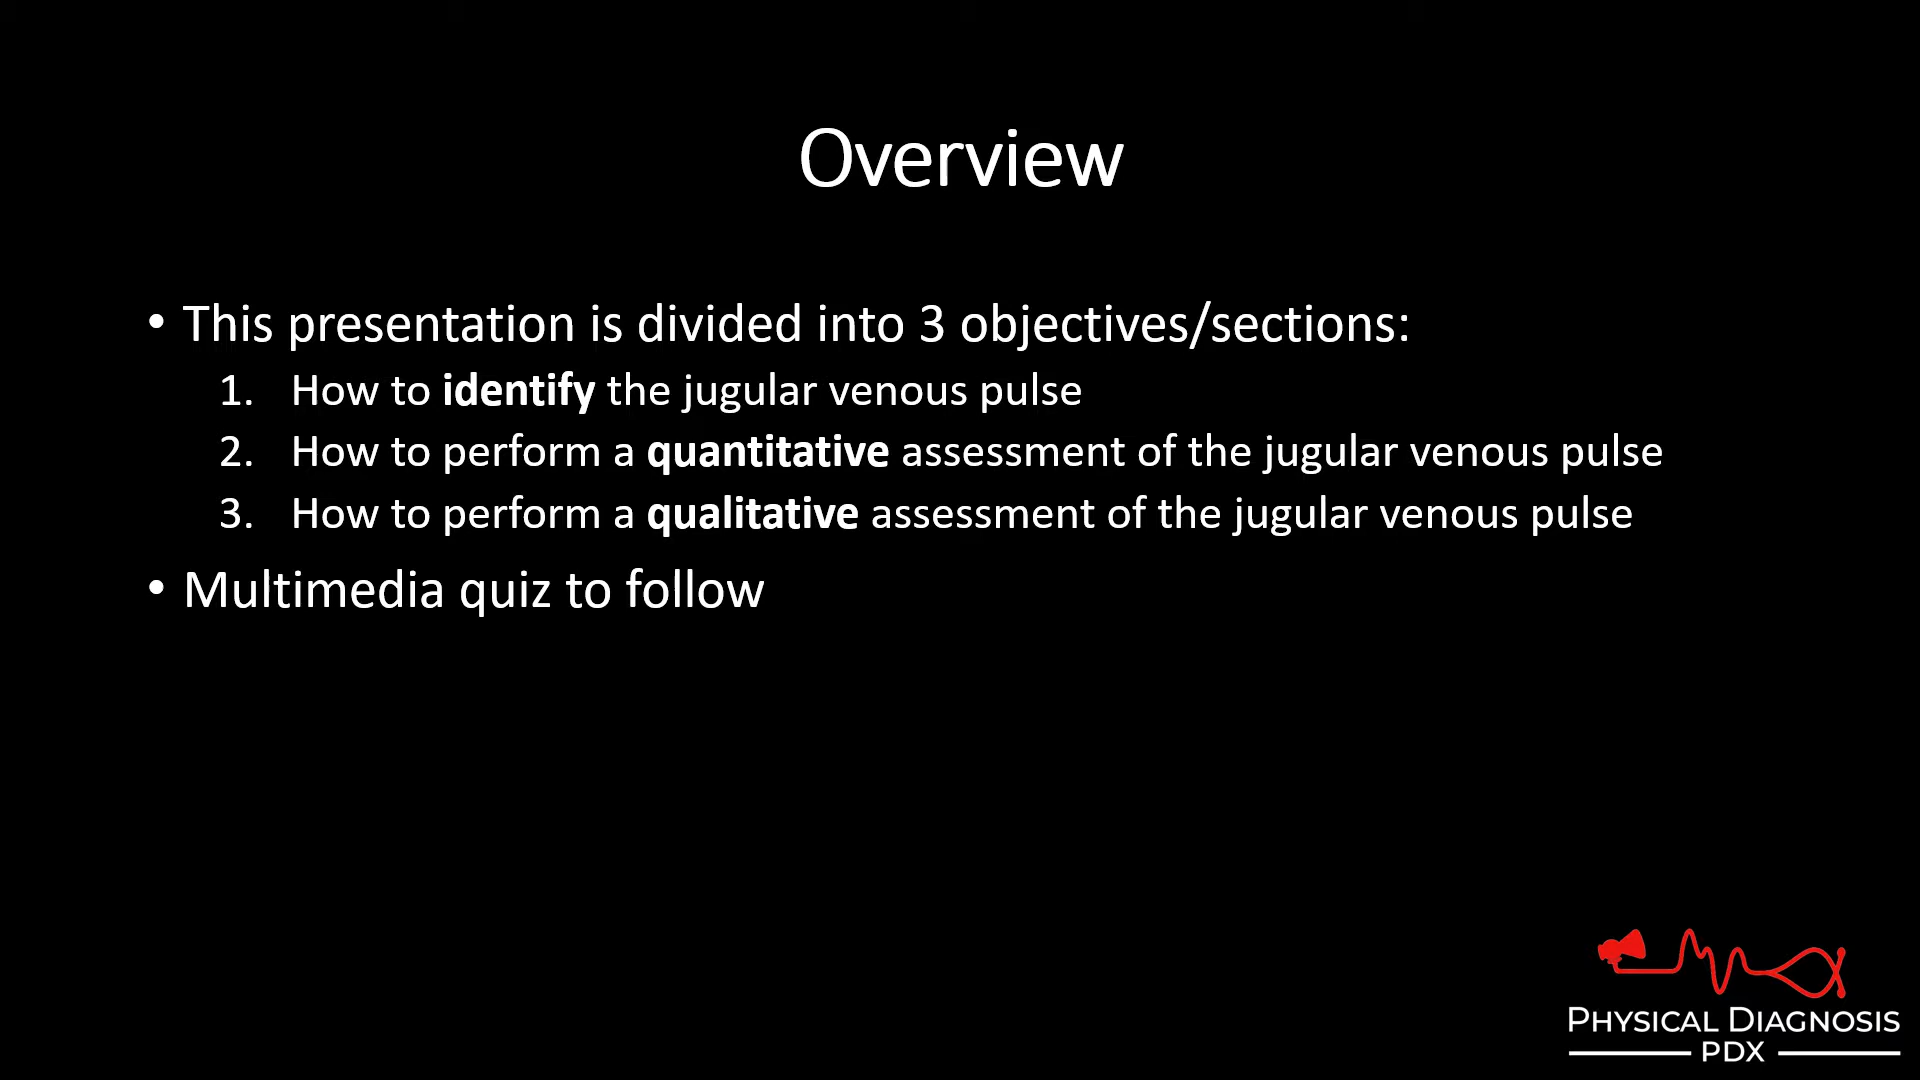 Overview
• This presentation is divided into 3 objectives/sections:
1. How to identify the jugular venous pulse
2. How to perform a quantitative assessment of the jugular venous pulse
3. How to perform a qualitative assessment of the jugular venous pulse
• Multimedia quiz to follow
PHYSICAL DIAGNOSIS
PDX